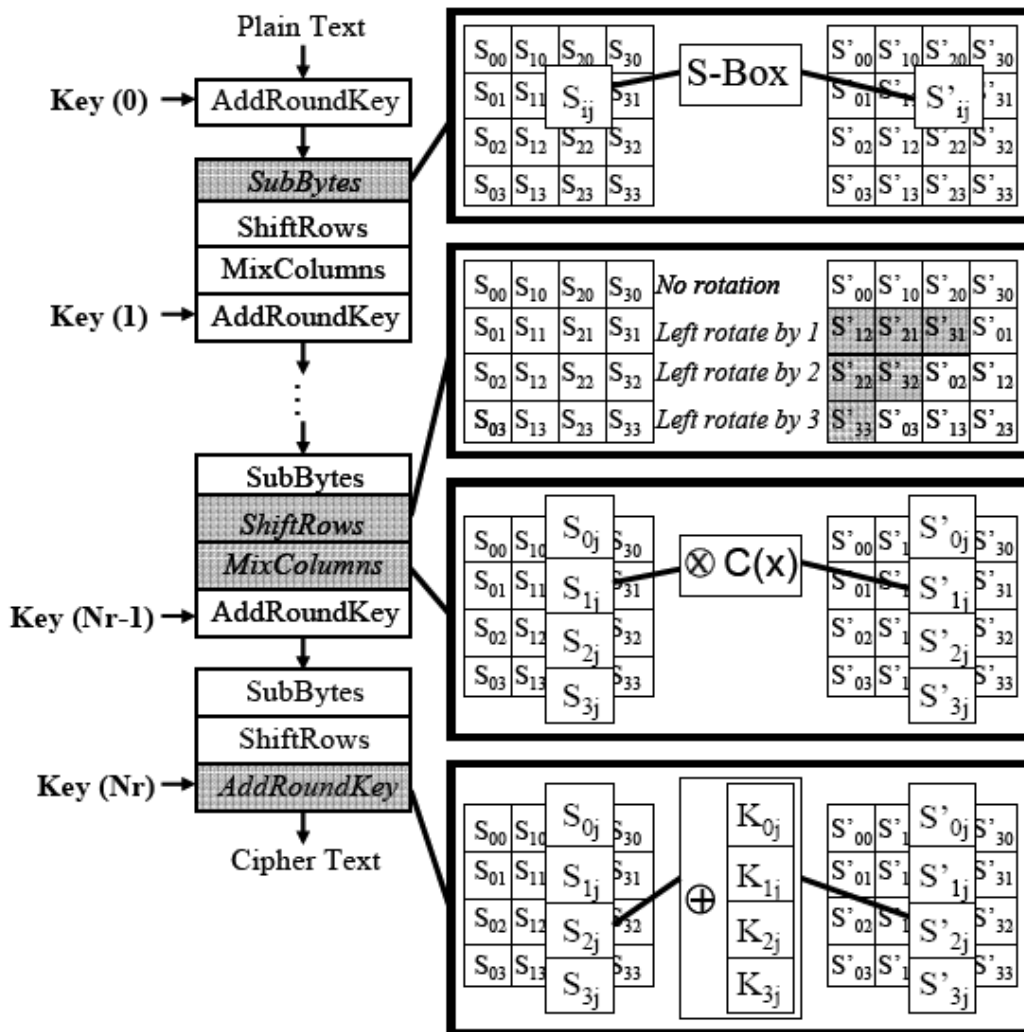 Plain Text
Key (0)
AddRoundKey
SubBytes
ShiftRows
MixColumns
Key (1)
AddRoundKey
SubBytes
ShiftRows
MixColumns
Key (Nr-1)
AddRoundKey
SubBytes
ShiftRows
Key (Nr)
AddRoundKey
Cipher Text
S00 S10 S20 S30
S01 S11 S31
S02 S12 S22 S32
S03 S13 S23 S33
Sij
S-Box
S'00 S'10 S'20 S'30
S'01 S'31
S'02 S'12 S'22 S'32
S'03 S'13 S'23 S'33
S'ij
S00 S10 S20 S30 No rotation S'00 S'10 S'20 S'30
S01 S11 S21 S31 Left rotate by 1 S'12 S'21 S'31 S'01
S02 S12 S22 S32 Left rotate by 2 S'22 S'32 S'02 S'12
S03 S13 S23 S33 Left rotate by 3 S'33 S'03 S'13 S'23
S00 S10 S0j S30
S01 S11 S1j S31
S02 S12 S2j S32
S03 S13 S3j S33
⊗ C(x)
S'00 S'1 S'0j S'30
S'01 S'1j S'31
S'02 S'1 S'2j S'32
S'03 S'1 S'3j S'33
S00 S10 S0j S30
S01 S11 S1j S31
S02 S12 S2j S32
S03 S13 S3j S33
⊕
K0j
K1j
K2j
K3j
S'00 S'1 S'0j S'30
S'01 S'1 S'1j S'31
S'02 S'1 S'2j S'32
S'03 S'1 S'3j S'33